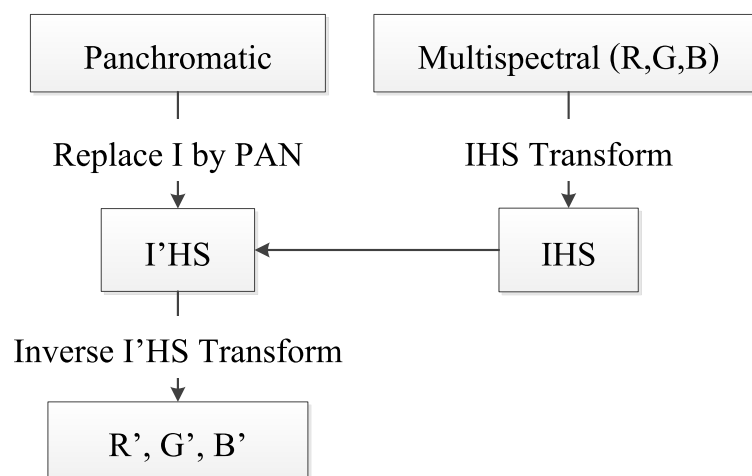 Panchromatic
Multispectral (R,G,B)
Replace I by PAN
IHS Transform
I’HS
IHS
Inverse I’HS Transform
R’, G’, B’